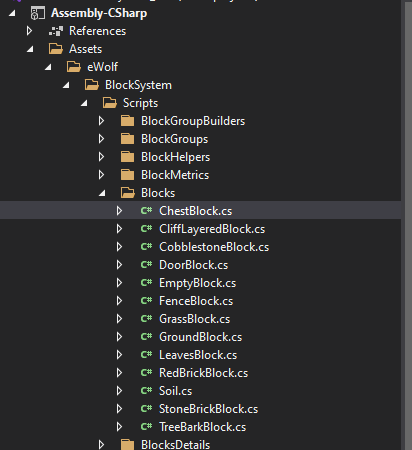 Assembly-CSharp
References
Assets
eWolf
BlockSystem
Scripts
BlockGroupBuilders
BlockGroups
BlockHelpers
BlockMetrics
Blocks
C# ChestBlock.cs
C# CliffLayeredBlock.cs
C# CobblestoneBlock.cs
C# DoorBlock.cs
C# EmptyBlock.cs
C# FenceBlock.cs
C# GrassBlock.cs
C# GroundBlock.cs
C# LeavesBlock.cs
C# RedBrickBlock.cs
C# Soil.cs
C# StoneBrickBlock.cs
C# TreeBarkBlock.cs
BlocksDetails